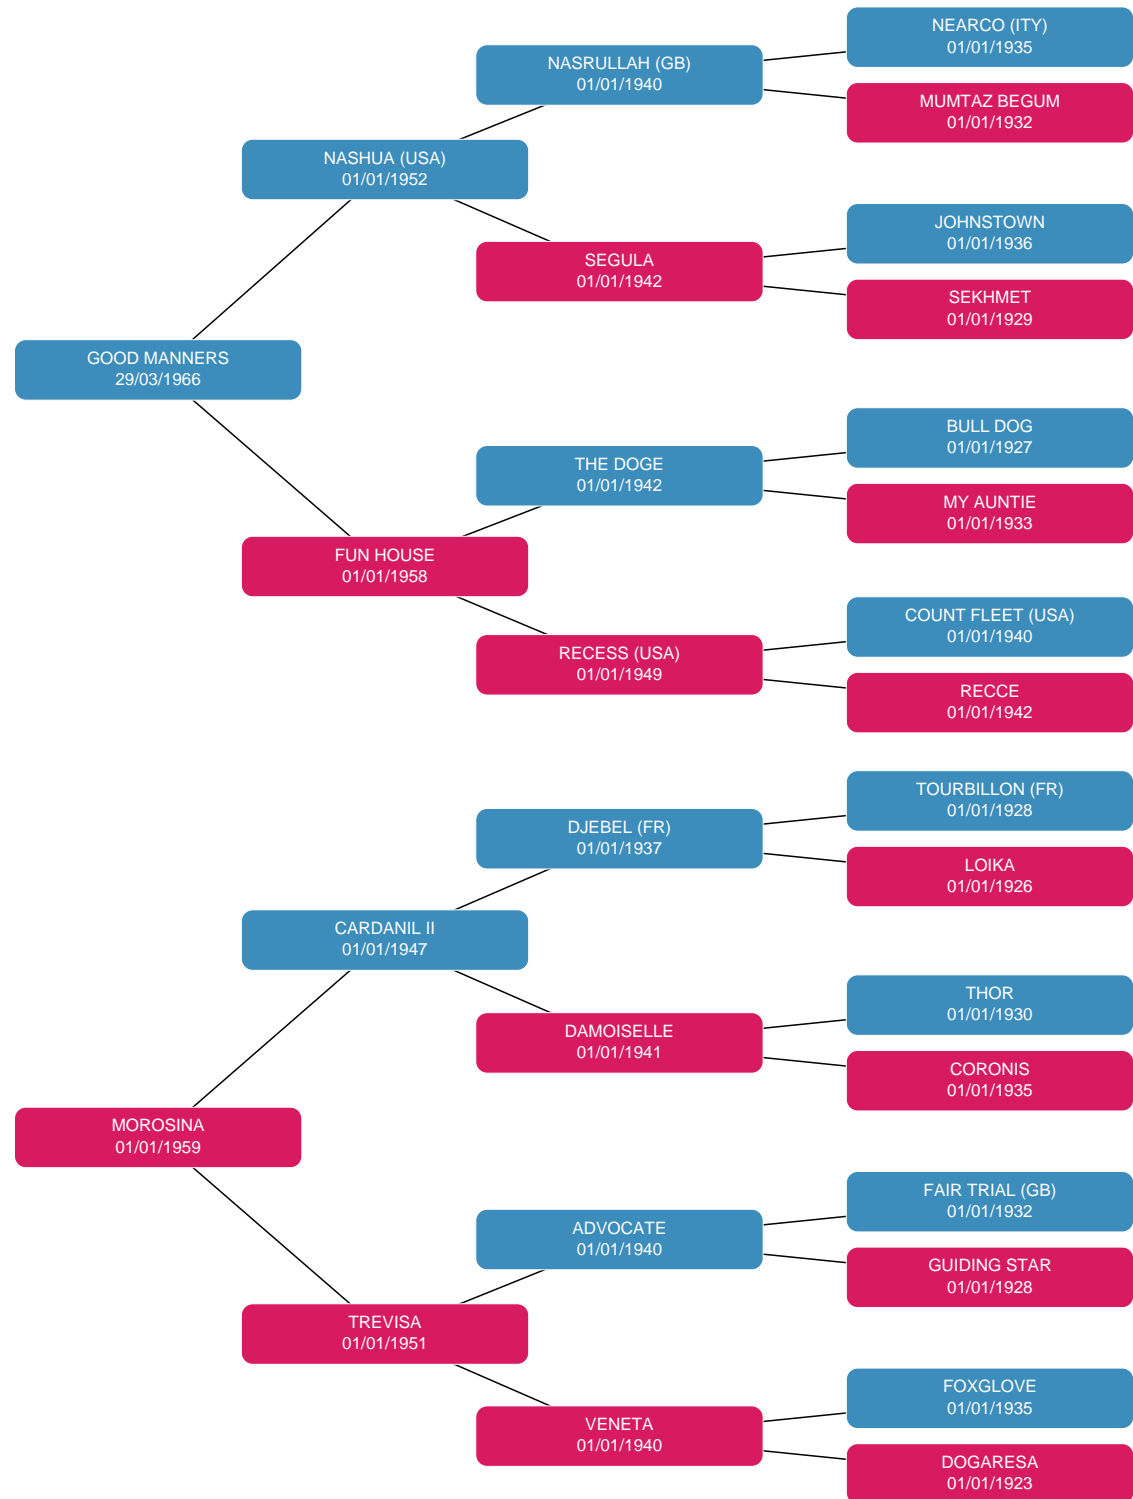 NEARCO (ITY)
01/01/1935
NASRULLAH (GB)
01/01/1940
MUMTAZ BEGUM
01/01/1932
NASHUA (USA)
01/01/1952
JOHNSTOWN
01/01/1936
SEGULA
01/01/1942
SEKHMET
01/01/1929
GOOD MANNERS
29/03/1966
BULL DOG
01/01/1927
THE DOGE
01/01/1942
MY AUNTIE
01/01/1933
FUN HOUSE
01/01/1958
COUNT FLEET (USA)
01/01/1940
RECESS (USA)
01/01/1949
RECCE
01/01/1942
TOURBILLON (FR)
01/01/1928
DJEBEL (FR)
01/01/1937
LOIKA
01/01/1926
CARDANIL II
01/01/1947
THOR
01/01/1930
DAMOISELLE
01/01/1941
CORONIS
01/01/1935
MOROSINA
01/01/1959
FAIR TRIAL (GB)
01/01/1932
ADVOCATE
01/01/1940
GUIDING STAR
01/01/1928
TREVISA
01/01/1951
FOXGLOVE
01/01/1935
VENETA
01/01/1940
DOGARESA
01/01/1923